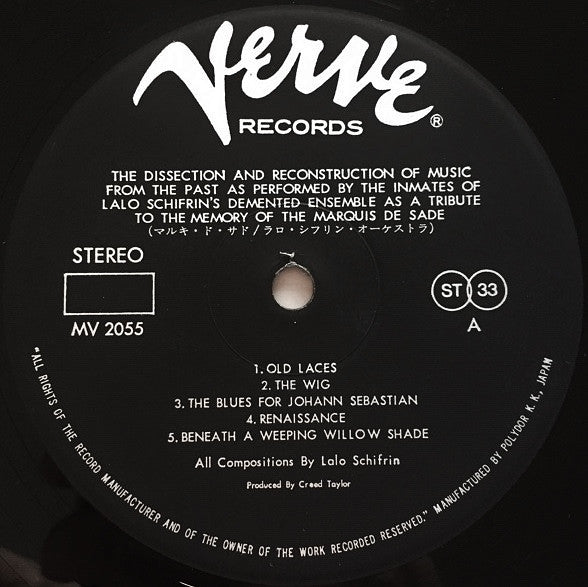 Verve
RECORDS ®
THE DISSECTION AND RECONSTRUCTION OF MUSIC
FROM THE PAST AS PERFORMED BY THE INMATES OF
LALO SCHIFRIN'S DEMENTED ENSEMBLE AS A TRIBUTE
TO THE MEMORY OF THE MARQUIS DE SADE
(マルキ・ド・サド/ラロ・シフリン・オーケストラ)
STEREO
MV 2055
ST 33
A
1. OLD LACES
2. THE WIG
3. THE BLUES FOR JOHANN SEBASTIAN
4. RENAISSANCE
5. BENEATH A WEEPING WILLOW SHADE
All Compositions By Lalo Schifrin
Produced By Creed Taylor
"ALL RIGHTS OF THE RECORD MANUFACTURER AND OF THE OWNER OF THE WORK RECORDED RESERVED." MANUFACTURED BY POLYDOR K. K., JAPAN